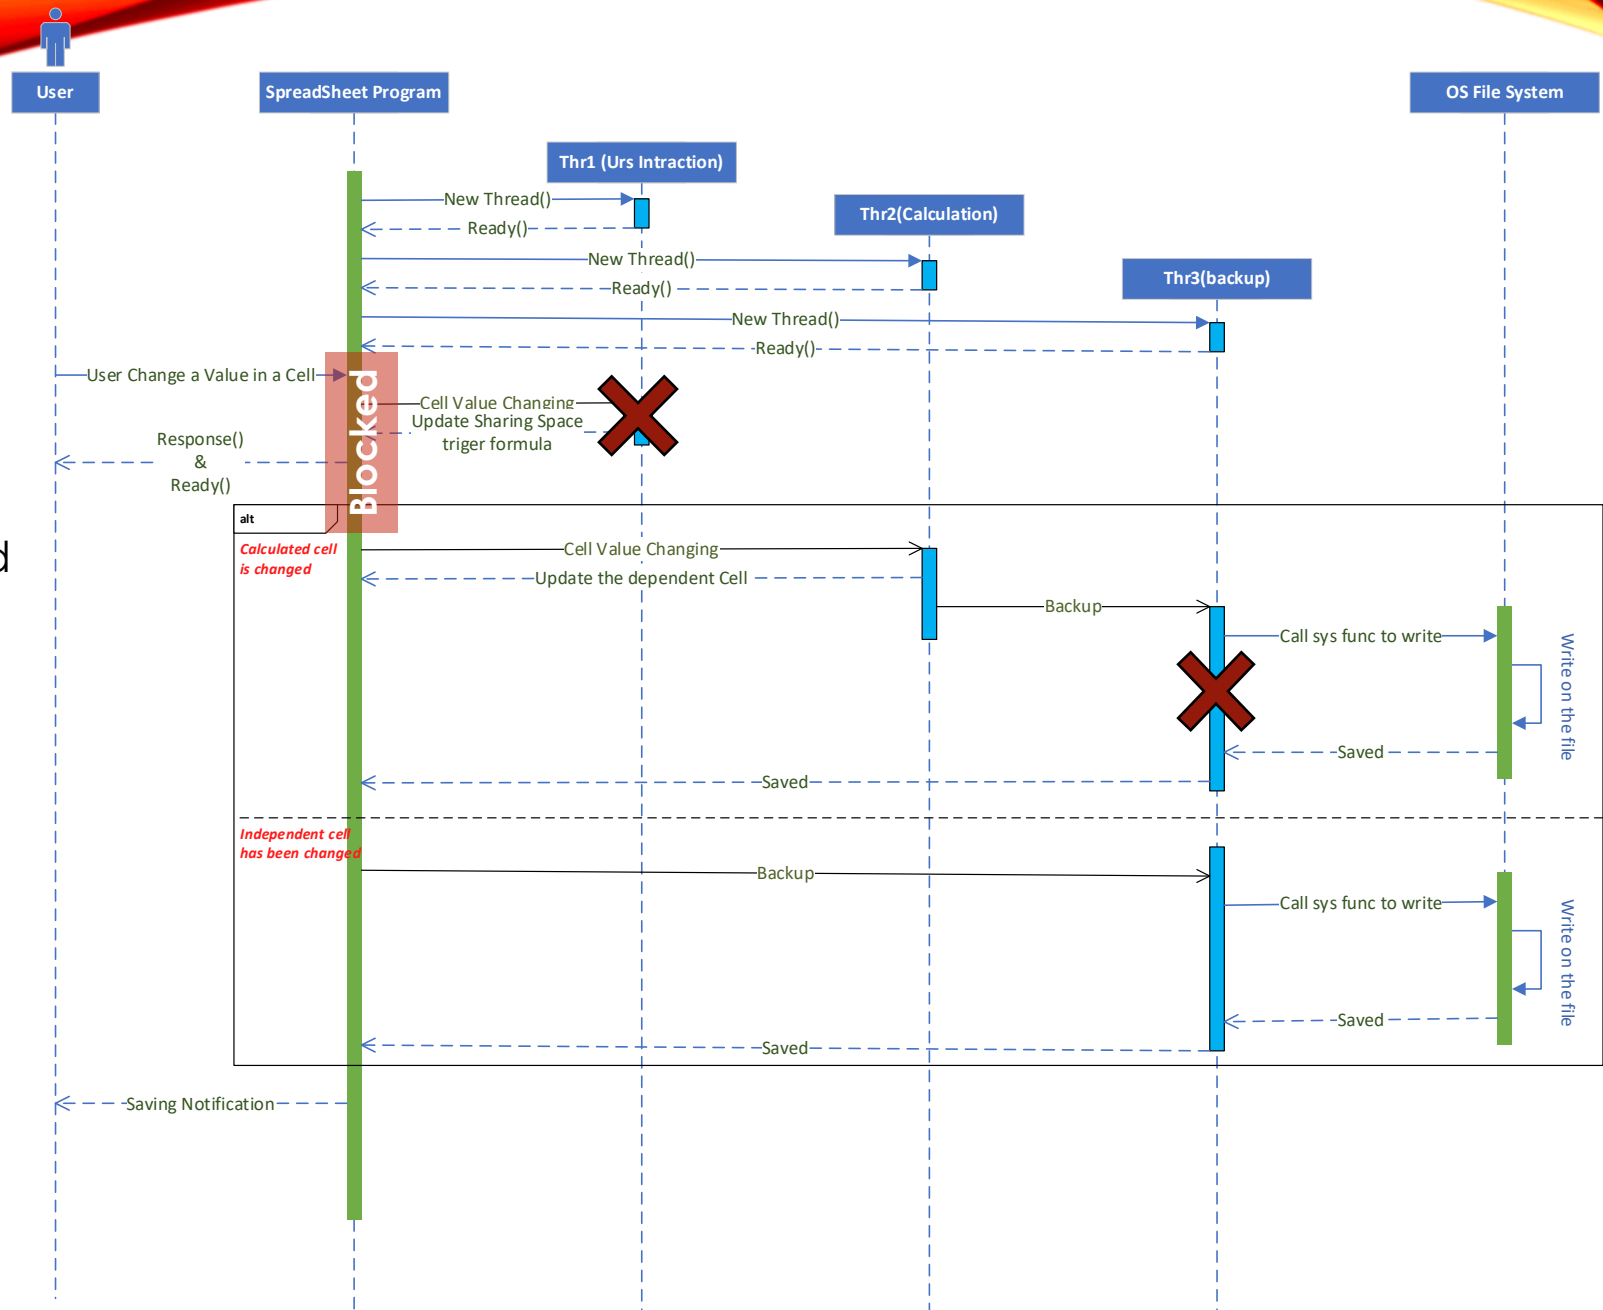 User
SpreadSheet Program
OS File System
Thr1 (Urs Intraction)
Thr2(Calculation)
Thr3(backup)
New Thread()
Ready()
New Thread()
Ready()
New Thread()
Ready()
User Change a Value in a Cell
Blocked
Cell Value Changing
Update Sharing Space
triger formula
Response()
&
Ready()
alt
Calculated cell
is changed
Cell Value Changing
Update the dependent Cell
Backup
Call sys func to write
Write on the file
Saved
Saved
Independent cell
has been changed
Backup
Call sys func to write
Write on the file
Saved
Saved
Saving Notification